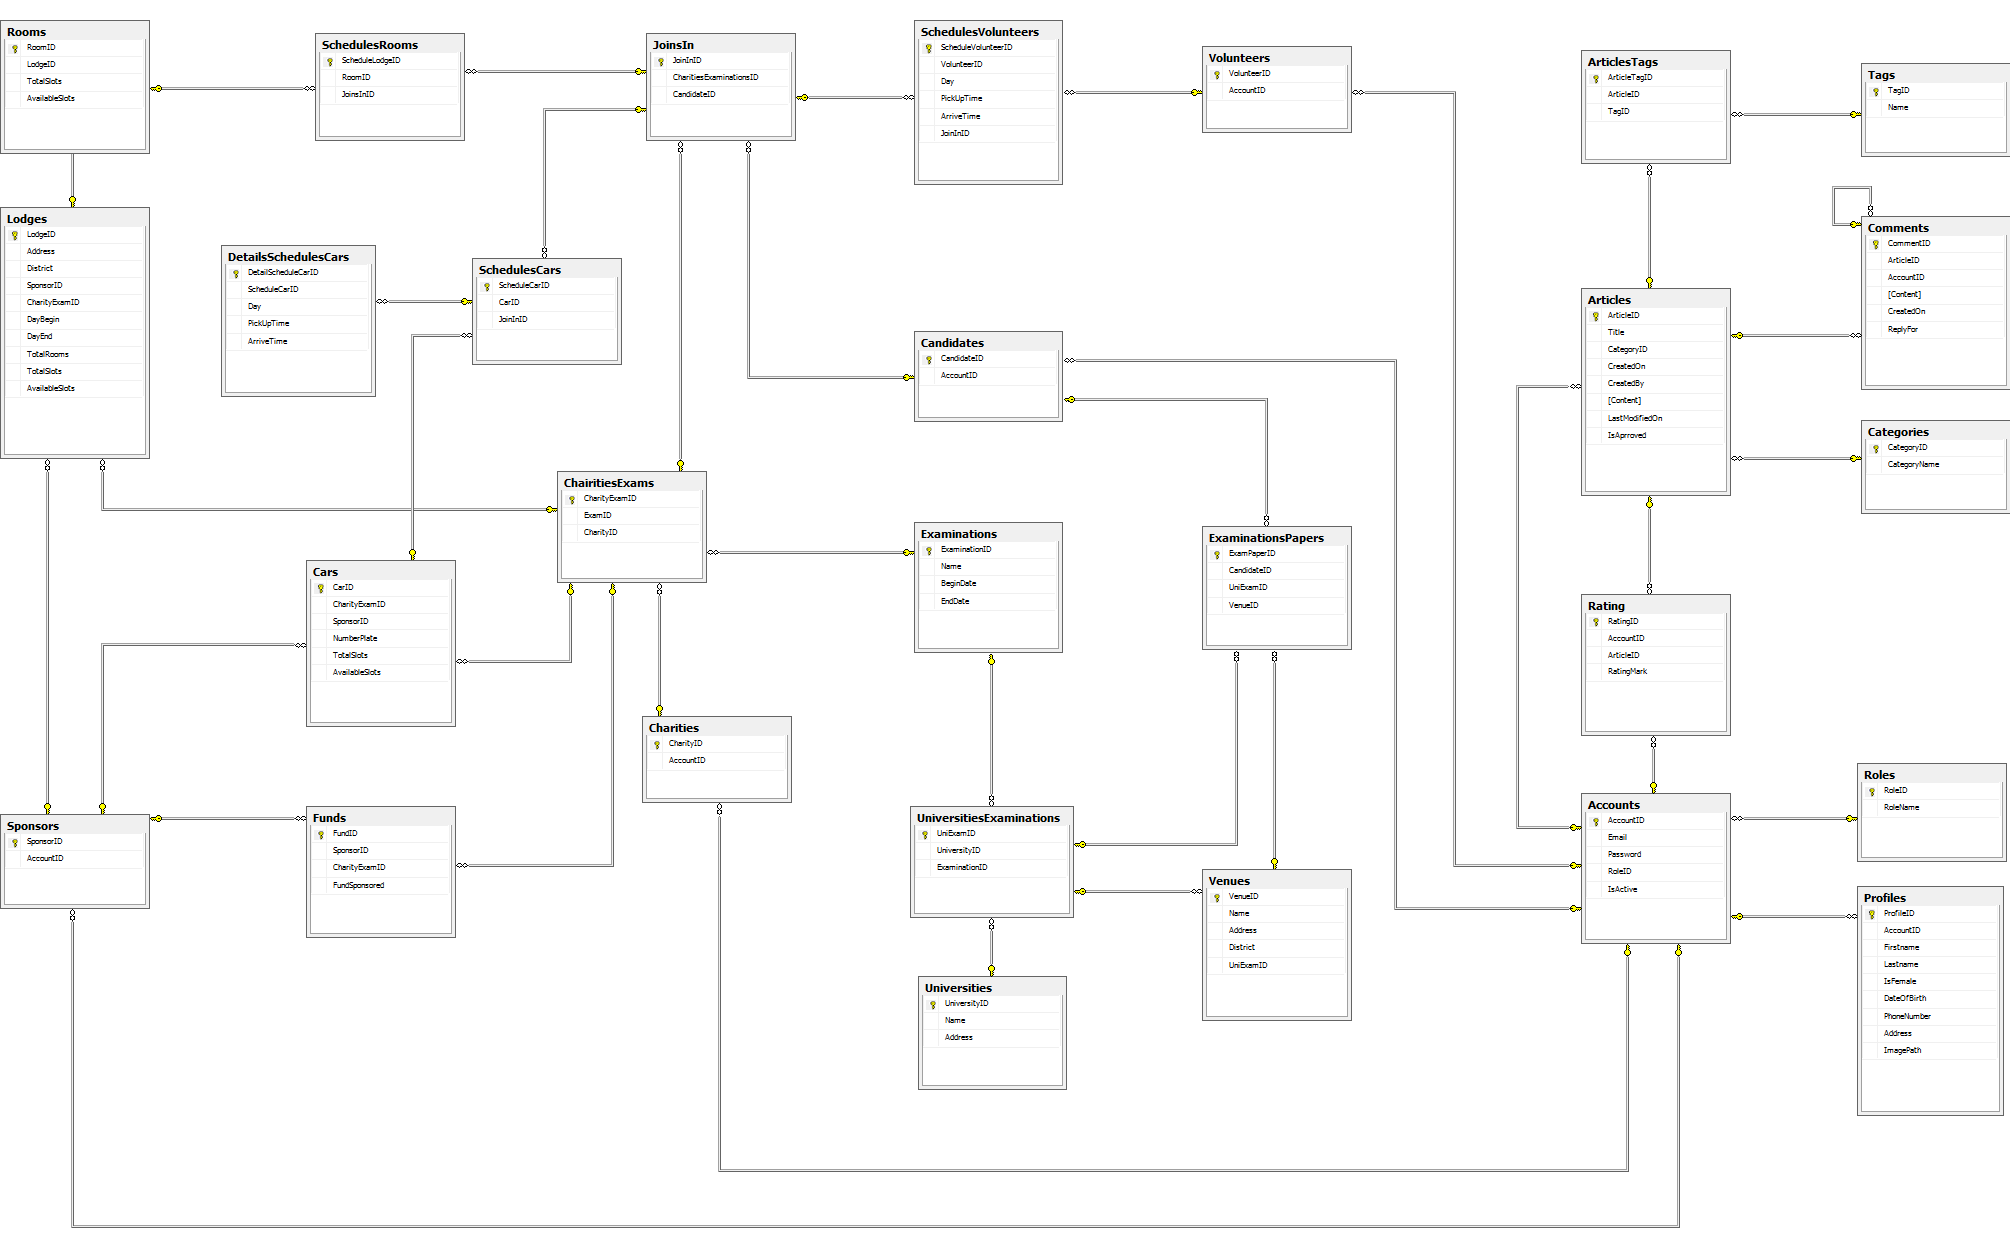 Rooms
RoomID
LodgeID
TotalSlots
AvailableSlots
SchedulesRooms
ScheduleLodgeID
RoomID
JoinsInID
JoinsIn
JoinInID
CharitiesExaminationsID
CandidateID
SchedulesVolunteers
ScheduleVolunteerID
VolunteerID
Day
PickUpTime
ArriveTime
JoinInID
Volunteers
VolunteerID
AccountID
ArticlesTags
ArticleTagID
ArticleID
TagID
Tags
TagID
Name
Lodges
LodgeID
Address
District
SponsorID
CharityExamID
DayBegin
DayEnd
TotalRooms
TotalSlots
AvailableSlots
DetailsSchedulesCars
DetailScheduleCarID
ScheduleCarID
Day
PickUpTime
ArriveTime
SchedulesCars
ScheduleCarID
CarID
JoinInID
Comments
CommentID
ArticleID
AccountID
[Content]
CreatedOn
ReplyFor
Articles
ArticleID
Title
CategoryID
CreatedOn
CreatedBy
[Content]
LastModifiedOn
IsAprroved
Candidates
CandidateID
AccountID
Categories
CategoryID
CategoryName
ChairitiesExams
CharityExamID
ExamID
CharityID
Examinations
ExaminationID
Name
BeginDate
EndDate
ExaminationsPapers
ExamPaperID
CandidateID
UniExamID
VenueID
Cars
CarID
CharityExamID
SponsorID
NumberPlate
TotalSlots
AvailableSlots
Rating
RatingID
AccountID
ArticleID
RatingMark
Charities
CharityID
AccountID
Roles
RoleID
RoleName
Accounts
AccountID
Email
Password
RoleID
IsActive
Sponsors
SponsorID
AccountID
Funds
FundID
SponsorID
CharityExamID
FundSponsored
UniversitiesExaminations
UniExamID
UniversityID
ExaminationID
Venues
VenueID
Name
Address
District
UniExamID
Profiles
ProfileID
AccountID
Firstname
Lastname
IsFemale
DateOfBirth
PhoneNumber
Address
ImagePath
Universities
UniversityID
Name
Address